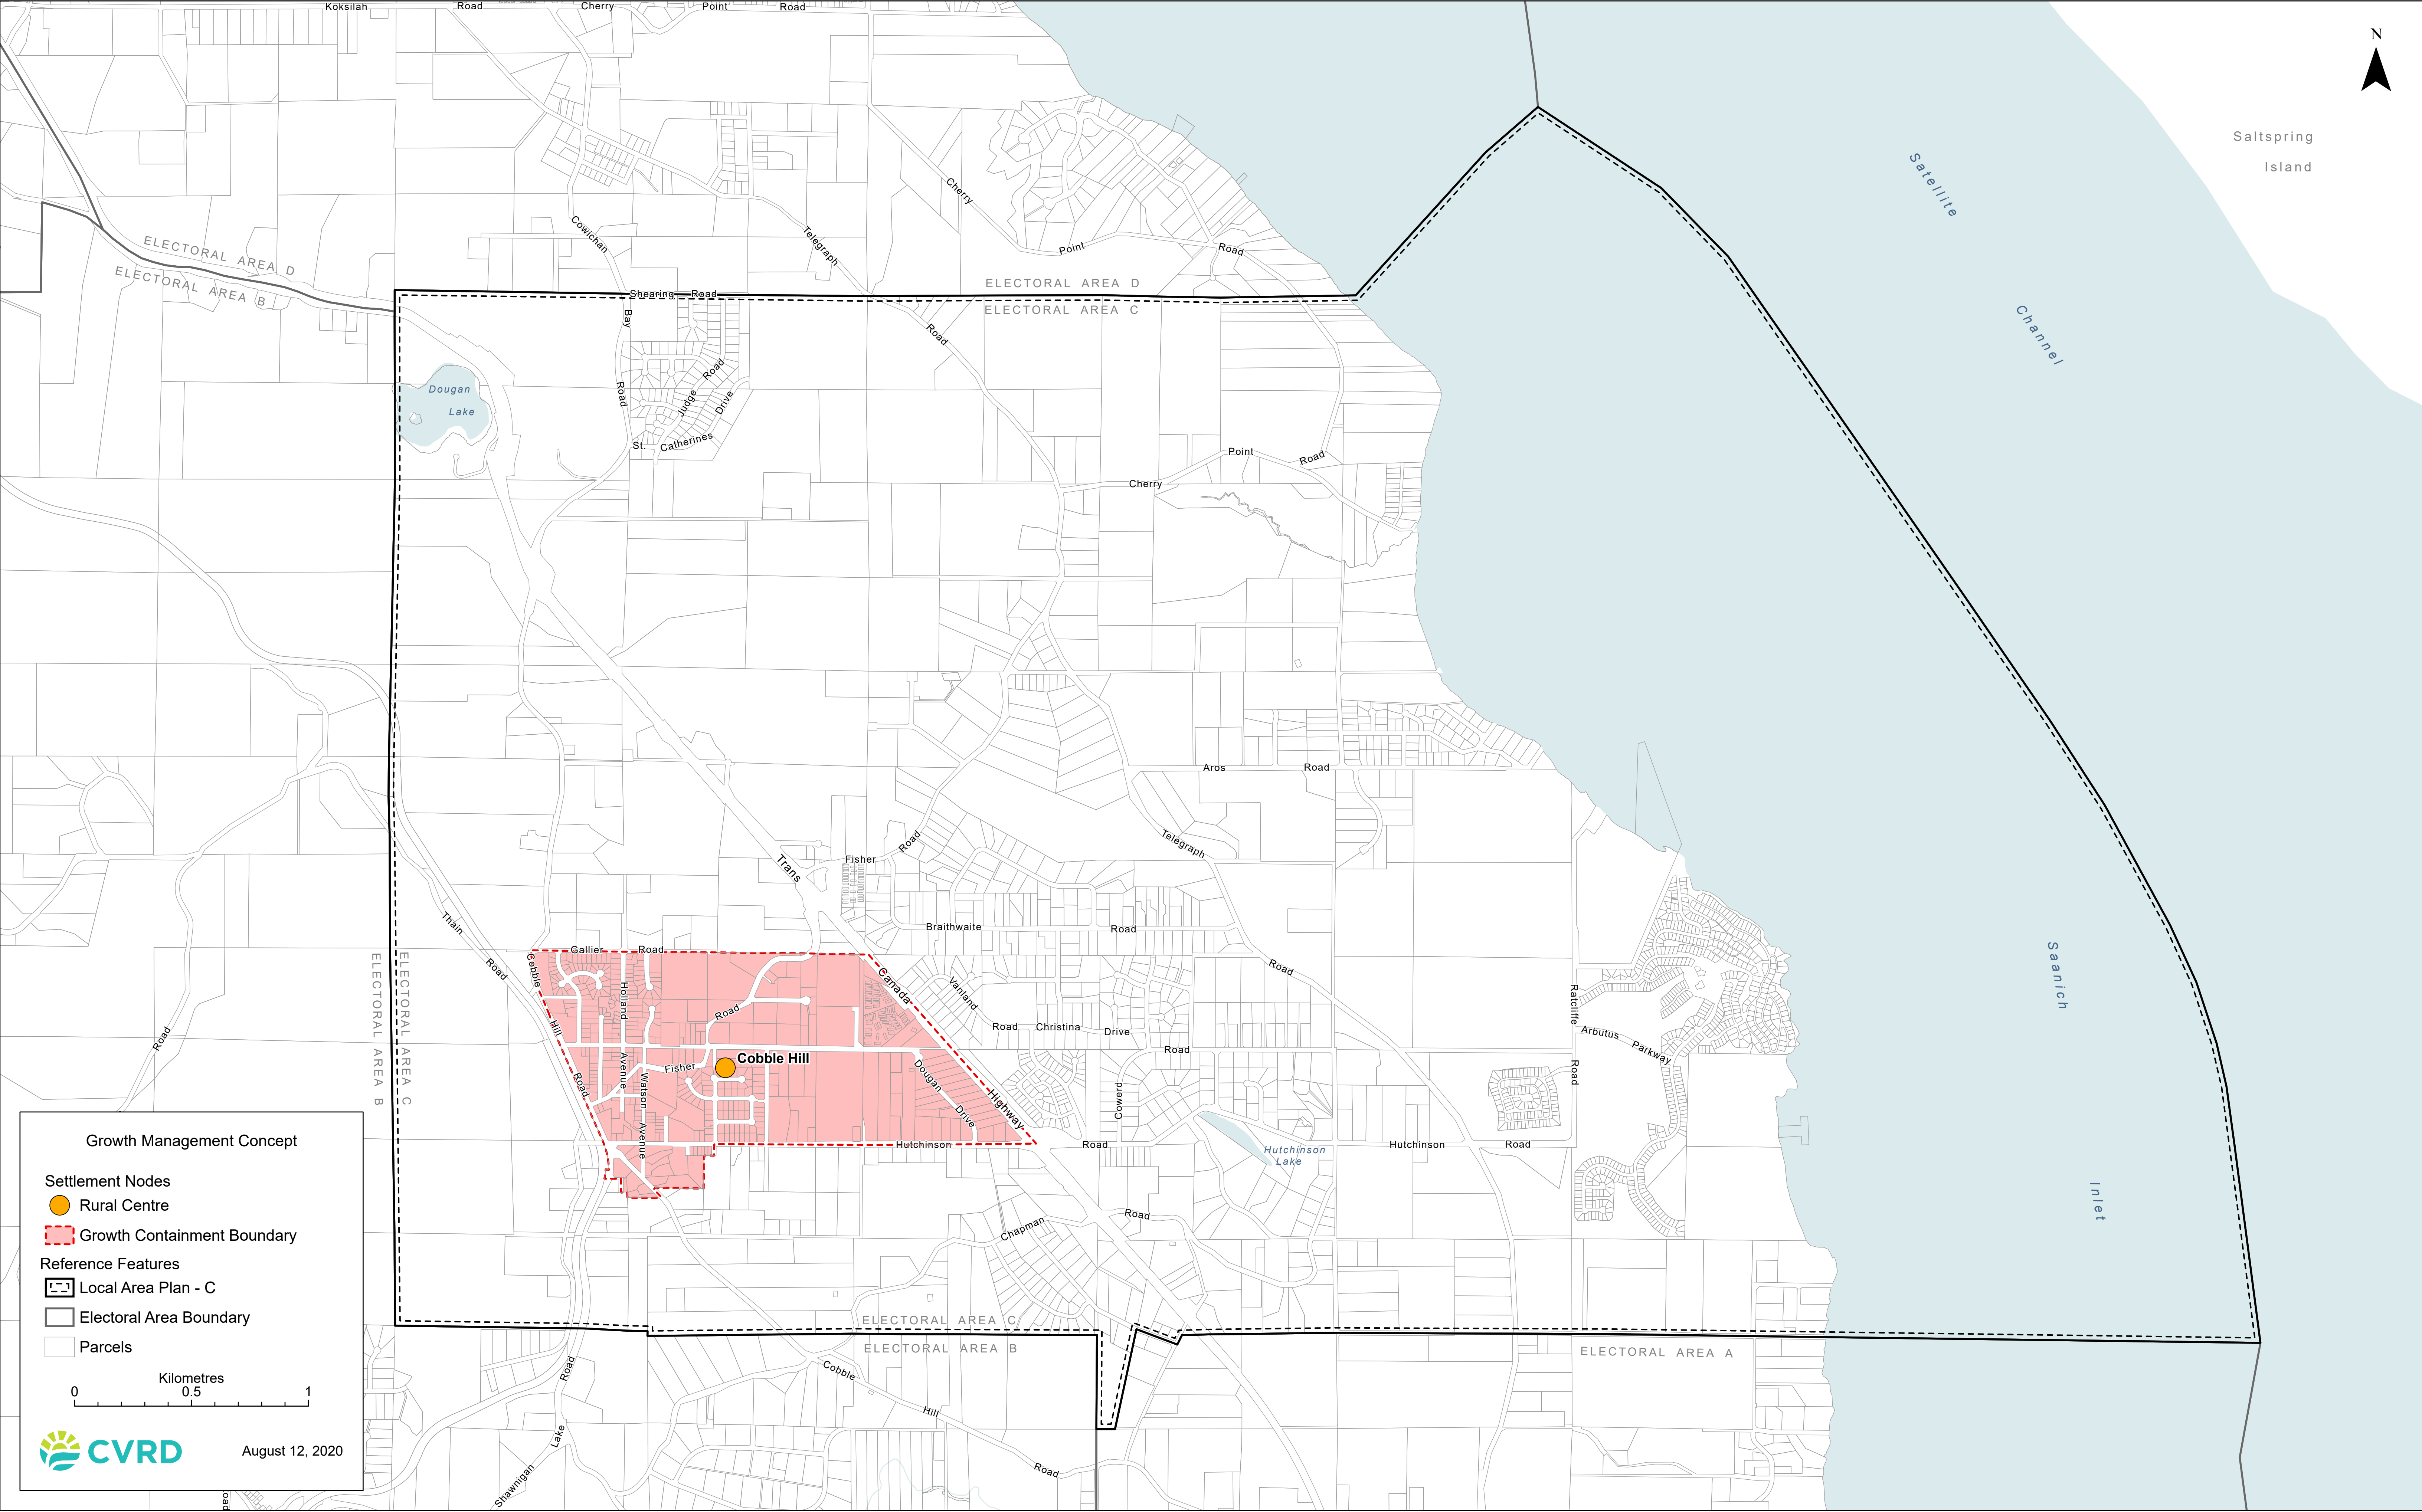 Koksilah Road Cherry Point Road
N
Saltspring
Island
Satellite
Channel
Cherry
Point
Road
Cowichan
Telegraph
ELECTORAL AREA D
ELECTORAL AREA B
ELECTORAL AREA D
ELECTORAL AREA C
Shearing Road
Bay
Road
Road
Judge
Road
Drive
St. Catherines
Dougan
Lake
Cherry
Point
Road
Aros Road
Telegraph
Fisher
Road
Trans
Braithwaite Road
Road
Thain
Road
Gallier Road
Cobble
Hill
Road
Holland
Avenue
Watson
Avenue
Road
Fisher
Cobble Hill
Canada
Highway
Vanland
Road
Christina Drive
Road
Cowerd
Dougan
Drive
Hutchinson
Road
Hutchinson
Lake
Hutchinson Road
Ratcliffe
Road
Arbutus
Parkway
Saanich
Inlet
ELECTORAL AREA B
ELECTORAL AREA C
Road
Chapman
Road
ELECTORAL AREA C
ELECTORAL AREA B
ELECTORAL AREA A
Cobble
Hill
Road
Road
Lake
Shawnigan
Growth Management Concept
Settlement Nodes
Rural Centre
Growth Containment Boundary
Reference Features
Local Area Plan - C
Electoral Area Boundary
Parcels
Kilometres
0 0.5 1
CVRD
August 12, 2020